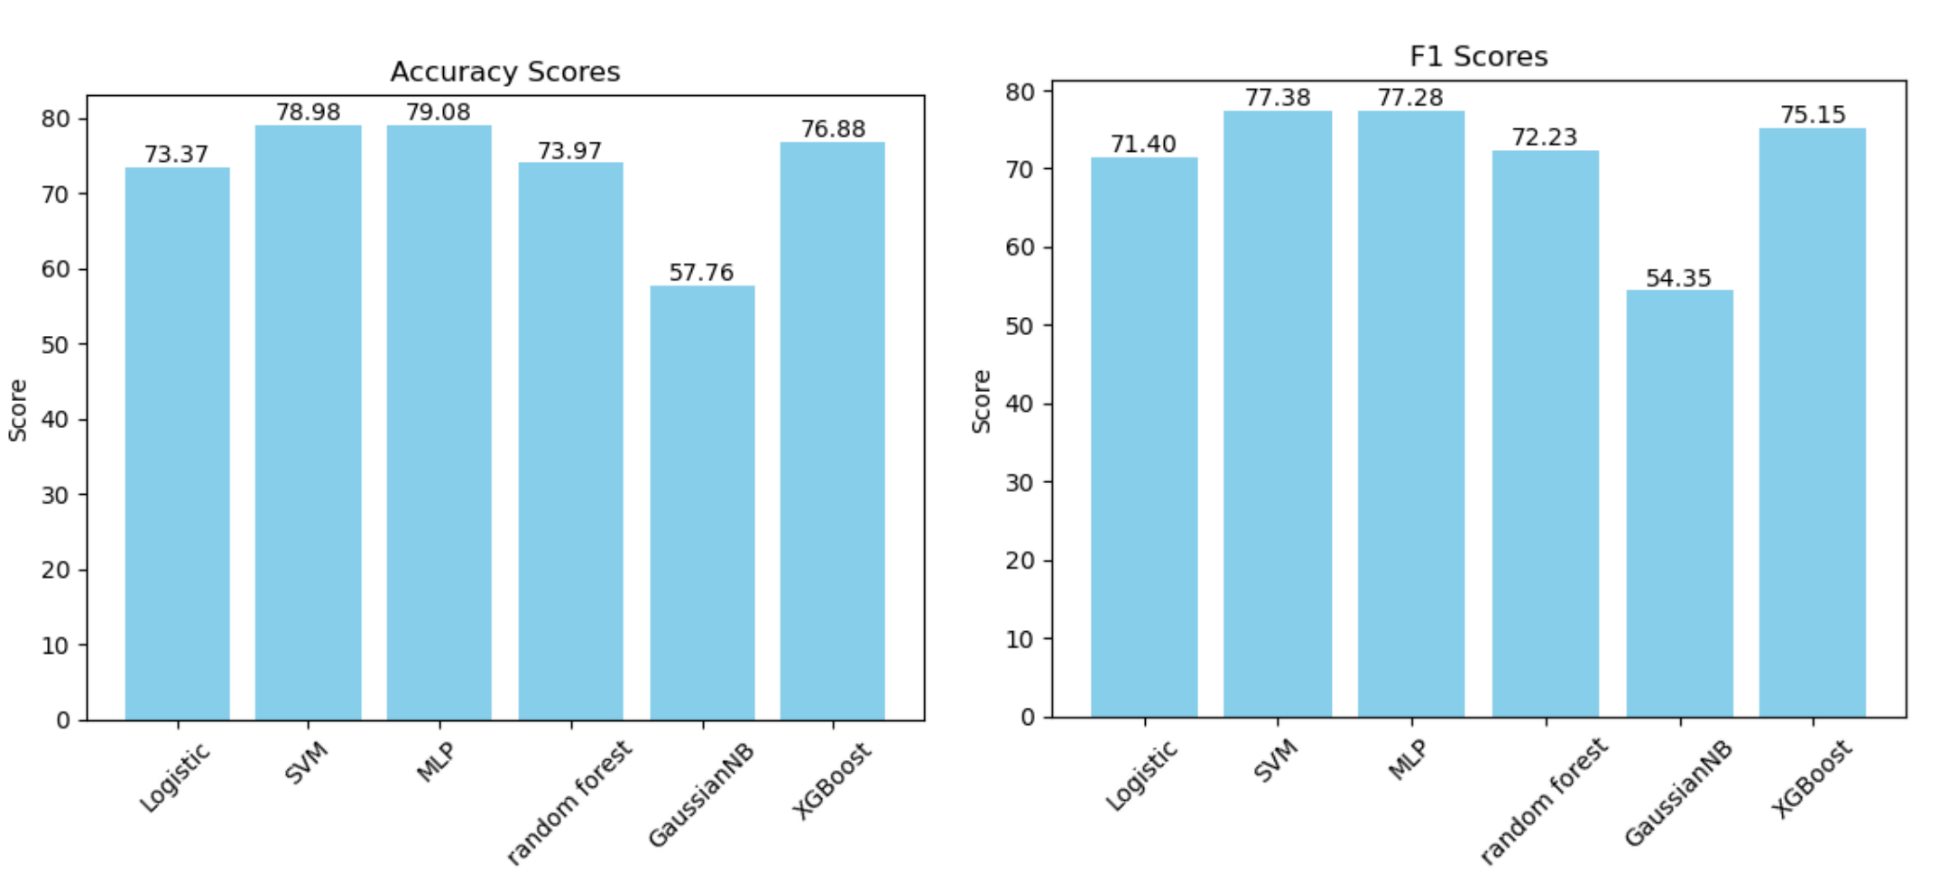 Accuracy Scores
Score
80
70
60
50
40
30
20
10
0
73.37
78.98
79.08
73.97
57.76
76.88
Logistic
SVM
MLP
random forest
GaussianNB
XGBoost
F1 Scores
Score
80
70
60
50
40
30
20
10
0
71.40
77.38
77.28
72.23
54.35
75.15
Logistic
SVM
MLP
random forest
GaussianNB
XGBoost